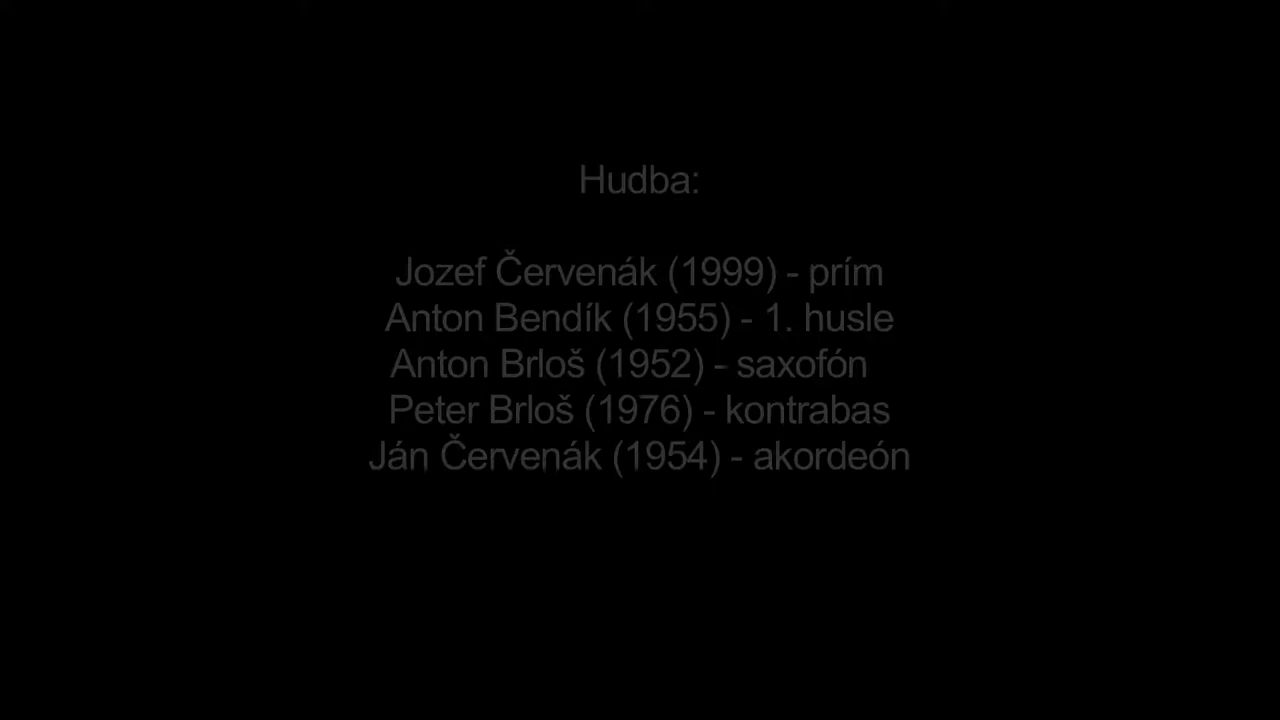 Hudba:
Jozef Červenák (1999) - prím
Anton Bendík (1955) - 1. husle
Anton Brloš (1952) - saxofón
Peter Brloš (1976) - kontrabas
Ján Červenák (1954) - akordeón